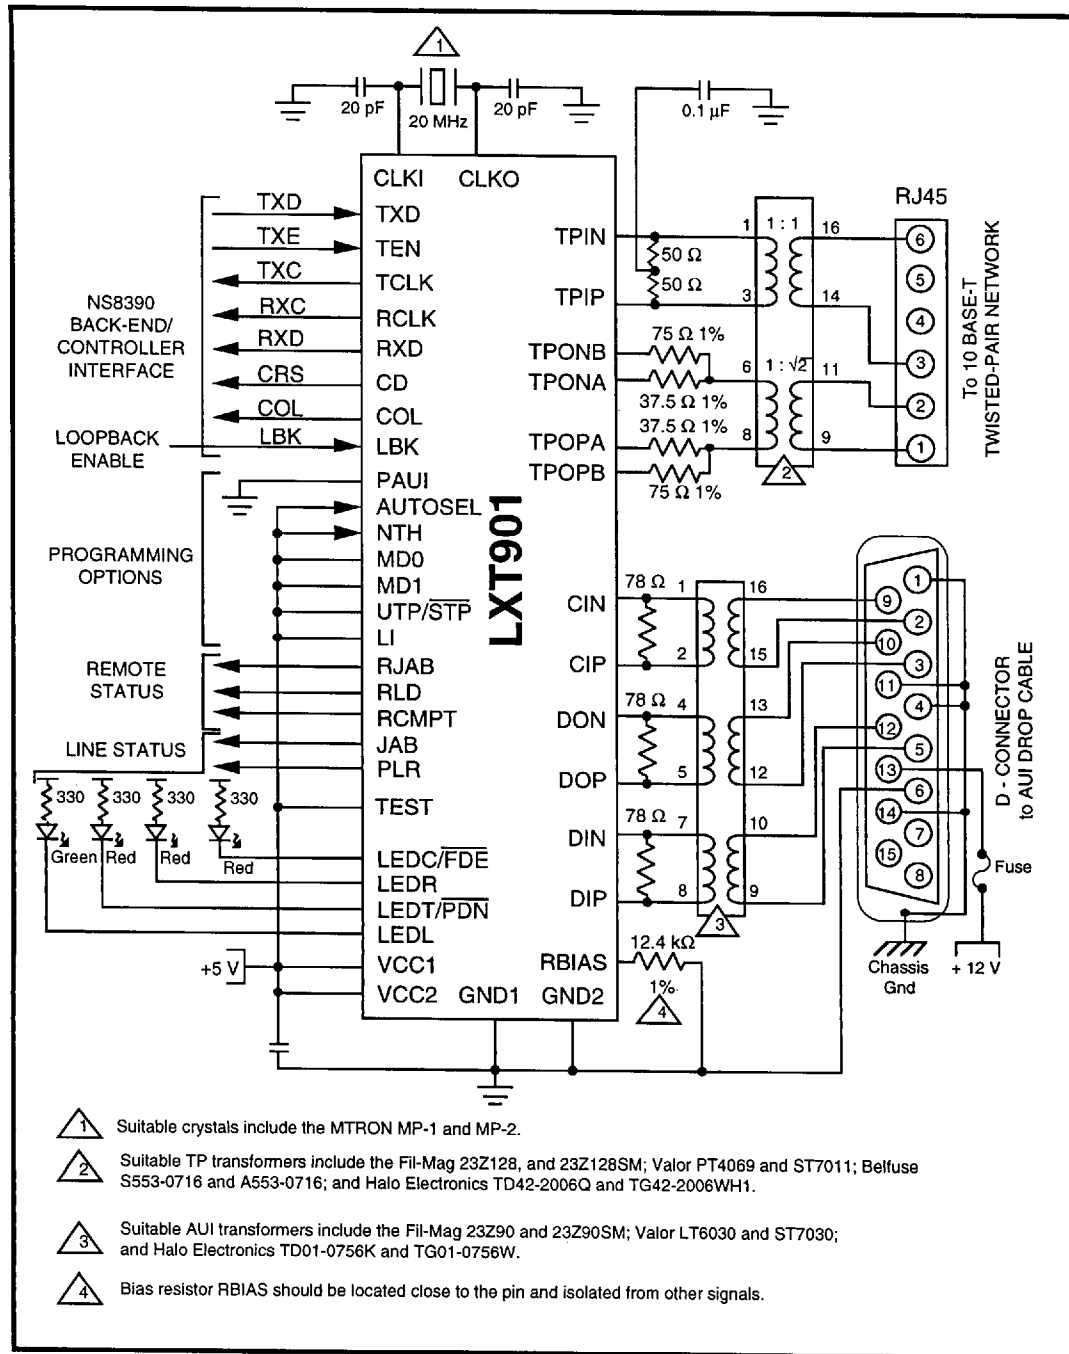 1
20 pF
20 MHz
20 pF
0.1 µF
CLKI CLKO
TXD
TXE
TXC
RXC
RXD
CRS
COL
LBK
NS8390
BACK-END/
CONTROLLER
INTERFACE
LOOPBACK
ENABLE
PROGRAMMING
OPTIONS
REMOTE
STATUS
LINE STATUS
TXD
TEN
TCLK
RCLK
RXD
CD
COL
LBK
PAUI
AUTOSEL
NTH
MD0
MD1
UTP/STP
LI
RJAB
RLD
RCMPT
JAB
PLR
TEST
LEDC/FDE
LEDR
LEDT/PDN
LEDL
VCC1
VCC2
GND1
GND2
LXT901
330
330
330
330
Green
Red
Red
Red
+5 V
TPIN
TPIP
TPONB
TPONA
TPOPA
TPOPB
CIN
CIP
DON
DOP
DIN
DIP
RBIAS
50 Ω
50 Ω
75 Ω 1%
37.5 Ω 1%
37.5 Ω 1%
75 Ω 1%
1
1 : 1
16
3
14
6
1 : √2
11
8
9
2
RJ45
6
5
4
3
2
1
To 10 BASE-T
TWISTED-PAIR NETWORK
78 Ω
1
16
2
15
78 Ω
4
13
5
12
78 Ω
7
10
8
9
3
12.4 kΩ
1%
4
1
9
2
10
3
11
4
12
5
13
6
14
7
15
8
D - CONNECTOR
to AUI DROP CABLE
Fuse
Chassis
Gnd
+ 12 V
1 Suitable crystals include the MTRON MP-1 and MP-2.
2 Suitable TP transformers include the Fil-Mag 23Z128, and 23Z128SM; Valor PT4069 and ST7011; Belfuse
S553-0716 and A553-0716; and Halo Electronics TD42-2006Q and TG42-2006WH1.
3 Suitable AUI transformers include the Fil-Mag 23Z90 and 23Z90SM; Valor LT6030 and ST7030;
and Halo Electronics TD01-0756K and TG01-0756W.
4 Bias resistor RBIAS should be located close to the pin and isolated from other signals.